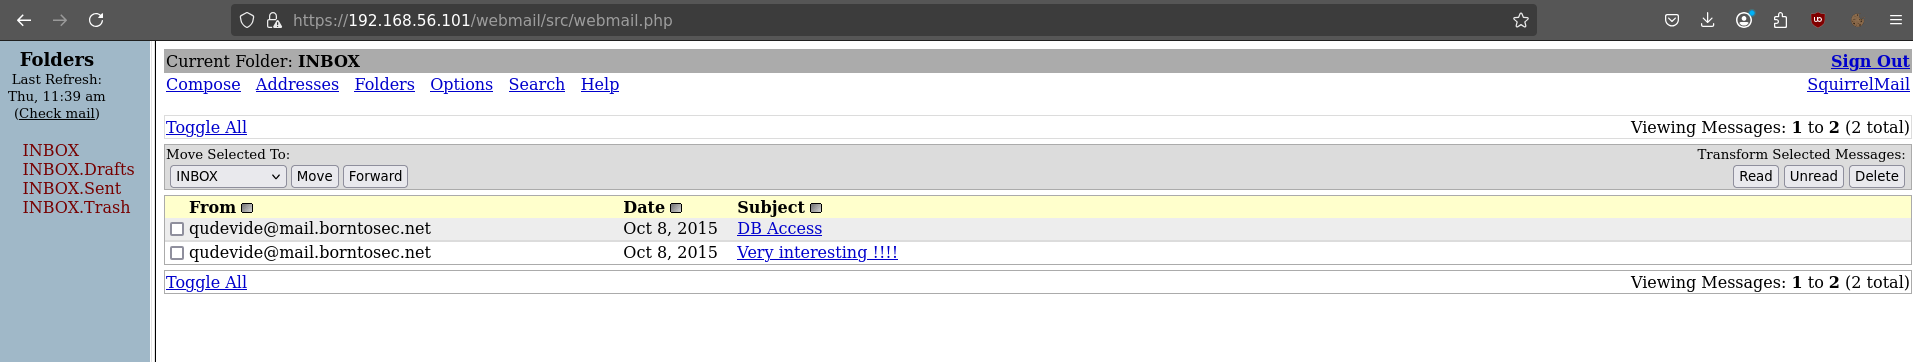 https://192.168.56.101/webmail/src/webmail.php
Folders
Last Refresh:
Thu, 11:39 am
(Check mail)
INBOX
INBOX.Drafts
INBOX.Sent
INBOX.Trash
Current Folder: INBOX Sign Out
Compose Addresses Folders Options Search Help SquirrelMail
Toggle All Viewing Messages: 1 to 2 (2 total)
Move Selected To: Transform Selected Messages:
INBOX Move Forward Read Unread Delete
From Date Subject
qudevide@mail.borntosec.net Oct 8, 2015 DB Access
qudevide@mail.borntosec.net Oct 8, 2015 Very interesting !!!!
Toggle All Viewing Messages: 1 to 2 (2 total)